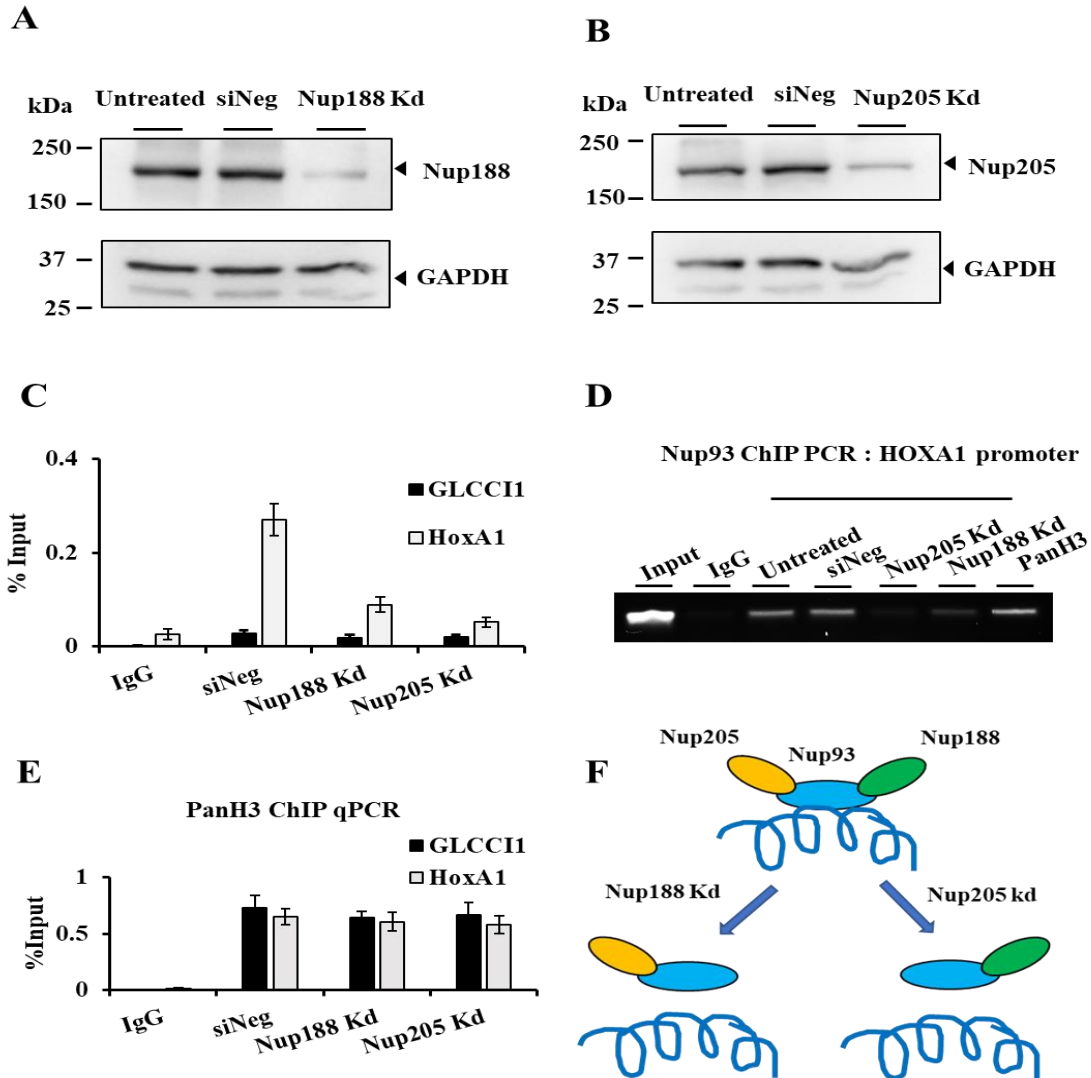 A
kDa
Untreated siNeg Nup188 Kd
250
150
Nup188
37
25
GAPDH
B
kDa
Untreated siNeg Nup205 Kd
250
150
Nup205
37
25
GAPDH
C
% Input
0.4
0.2
0
GLCCI1
HoxA1
IgG siNeg Nup188 Kd Nup205 Kd
D
Nup93 ChIP PCR : HOXA1 promoter
Input IgG Untreated siNeg Nup205 Kd Nup188 Kd PanH3
E
PanH3 ChIP qPCR
%Input
1
0.5
0
GLCCI1
HoxA1
IgG siNeg Nup188 Kd Nup205 Kd
F
Nup205 Nup93 Nup188
Nup188 Kd Nup205 kd